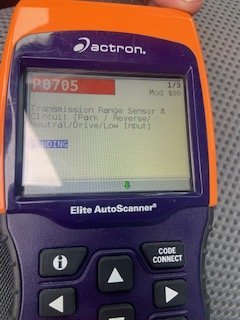 actron®
P0705 1/3
Mod $00
Transmission Range Sensor A
Circuit (Park / Reverse/
Neutral/Drive/Low Input)
PENDING
Elite AutoScanner®
i
CODE
CONNECT